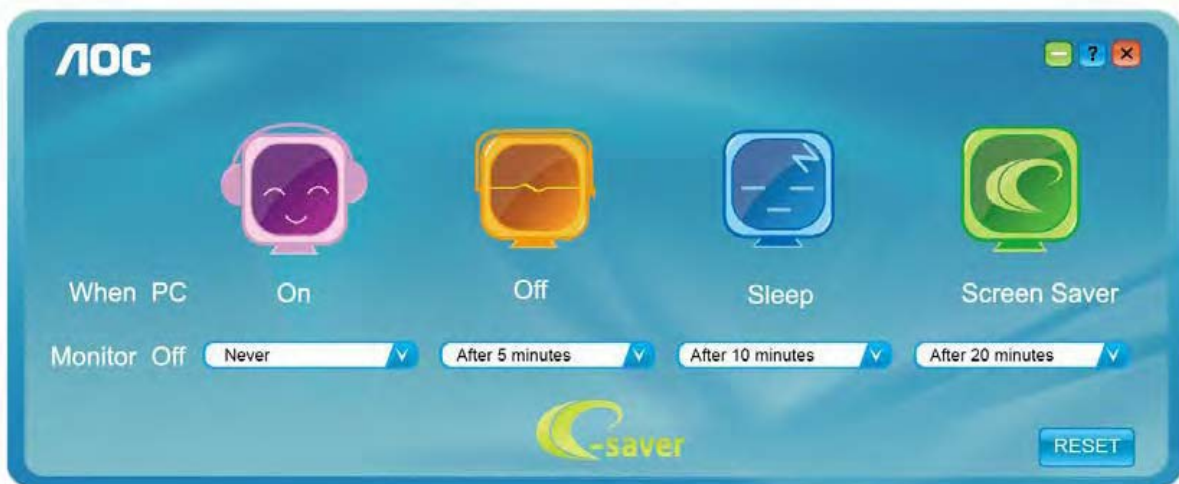 AOC
?
When PC On Off Sleep Screen Saver
Monitor Off Never After 5 minutes After 10 minutes After 20 minutes
e-saver
RESET